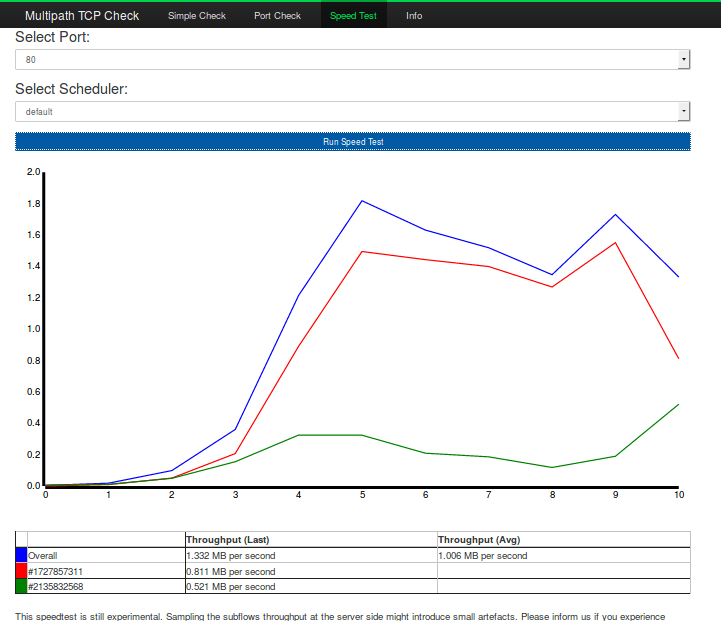 Multipath TCP Check Simple Check Port Check Speed Test Info
Select Port:
80
Select Scheduler:
default
Run Speed Test
2.0
1.8
1.6
1.4
1.2
1.0
0.8
0.6
0.4
0.2
0.0
0 1 2 3 4 5 6 7 8 9 10
Throughput (Last) Throughput (Avg)
Overall 1.332 MB per second 1.006 MB per second
#1727857311 0.811 MB per second
#2135832568 0.521 MB per second
This speedtest is still experimental. Sampling the subflows throughput at the server side might introduce small artefacts. Please inform us if you experience